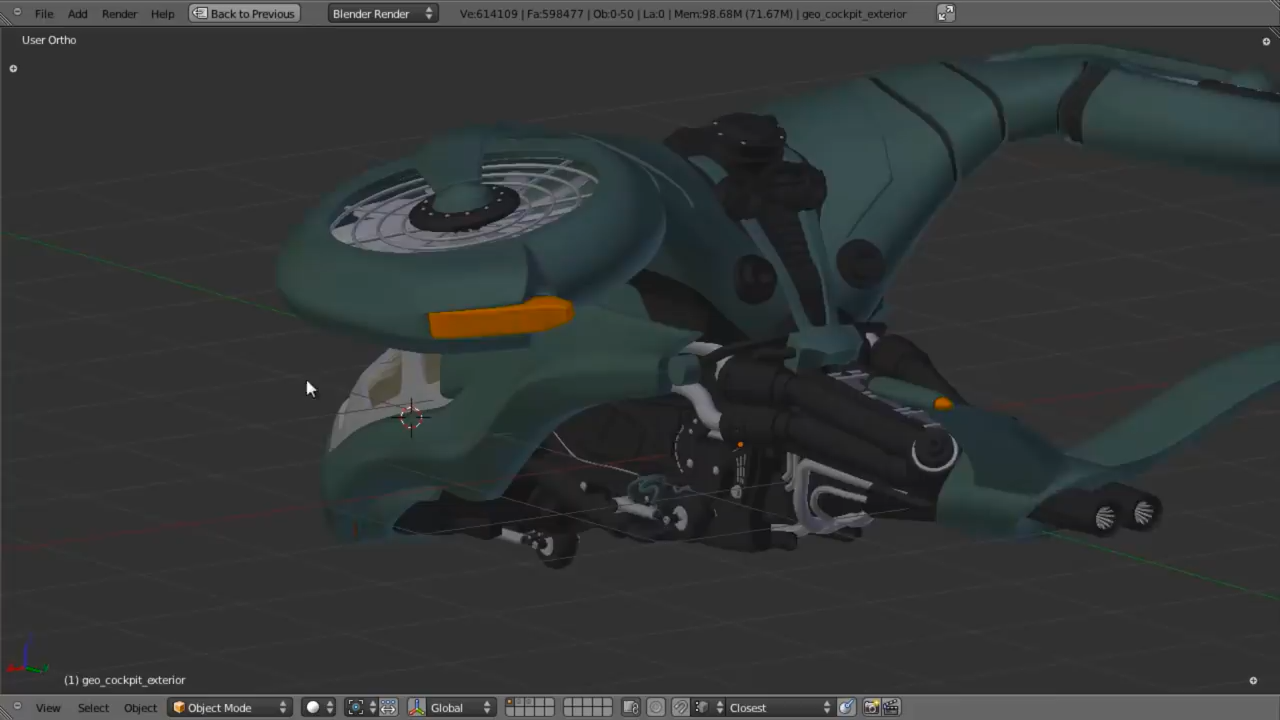 File Add Render Help Back to Previous Blender Render Ve:614109 | Fa:598477 | Ob:0-50 | La:0 | Mem:98.68M (71.67M) | geo_cockpit_exterior
User Ortho
(1) geo_cockpit_exterior
View Select Object Object Mode Global Closest